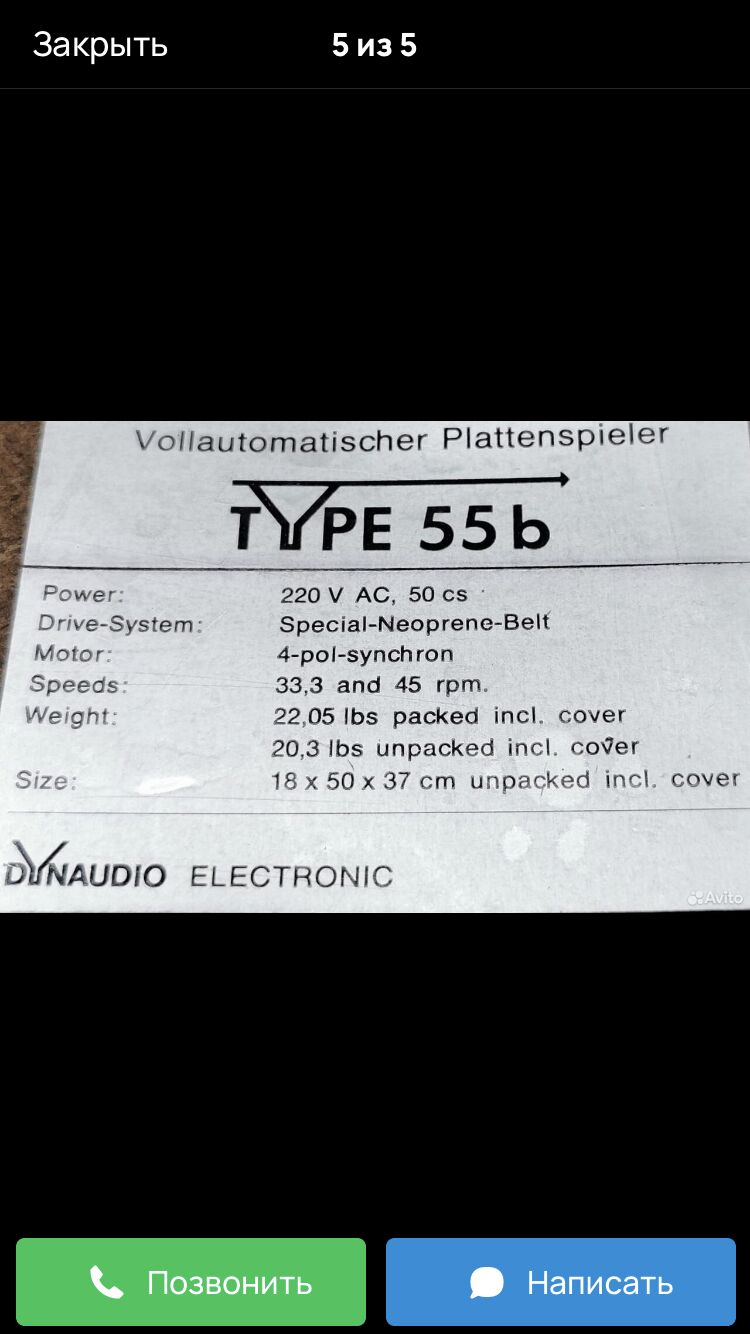 Закрыть 5 из 5
Vollautomatischer Plattenspieler
TYPE 55b
Power: 220 V AC, 50 cs
Drive-System: Special-Neoprene-Belt
Motor: 4-pol-synchron
Speeds: 33,3 and 45 rpm.
Weight: 22,05 lbs packed incl. cover
20,3 lbs unpacked incl. cover
Size: 18 x 50 x 37 cm unpacked incl. cover
DYNAUDIO ELECTRONIC
Avito
Позвонить Написать